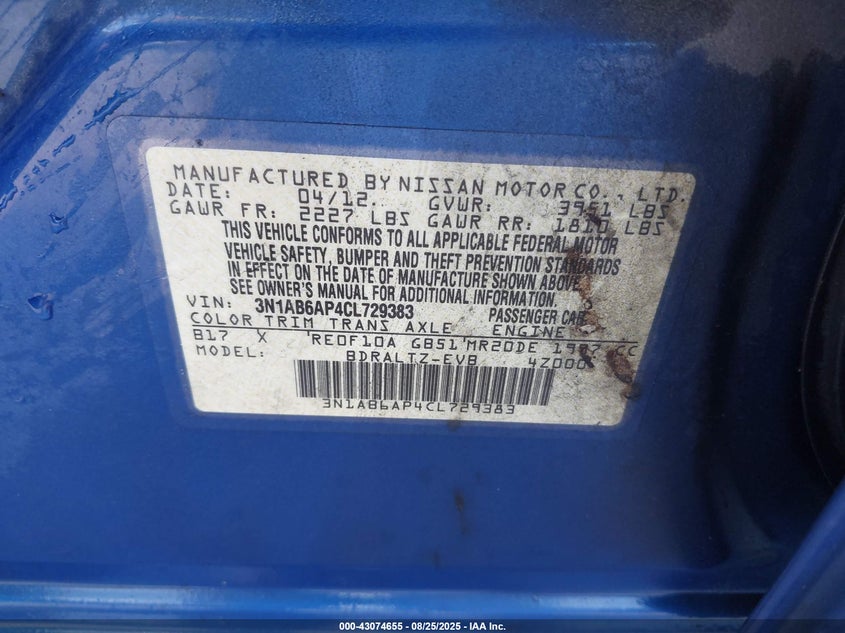 MANUFACTURED BY NISSAN MOTOR CO., LTD.
DATE: 04/12 GVWR: 3951 LBS
GAWR FR: 2227 LBS GAWR RR: 1810 LBS
THIS VEHICLE CONFORMS TO ALL APPLICABLE FEDERAL MOTOR
VEHICLE SAFETY, BUMPER AND THEFT PREVENTION STANDARDS
IN EFFECT ON THE DATE OF MANUFACTURE SHOWN ABOVE.
SEE OWNER'S MANUAL FOR ADDITIONAL INFORMATION.
VIN: 3N1AB6AP4CL729383 PASSENGER CAR
COLOR TRIM TRANS AXLE ENGINE
B17 X RE0F10A GB51 MR20DE 1997 CC
MODEL: BDRALTZ-EVB 4Z000
3N1AB6AP4CL729383
000-43074655 - 08/25/2025 - IAA Inc.